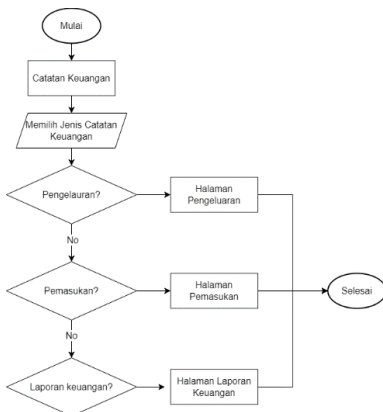 Mulai
Catatan Keuangan
Memilih Jenis Catatan
Keuangan
Pengelauran?
Halaman
Pengeluaran
No
Pemasukan?
Halaman
Pemasukan
Selesai
No
Laporan keuangan?
Halaman Laporan
Keuangan